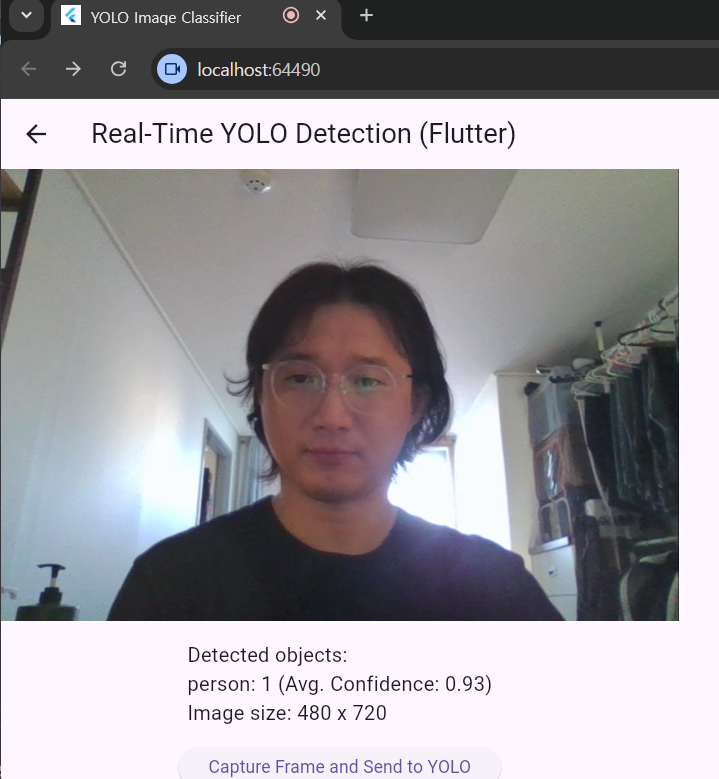 YOLO Image Classifier
localhost:64490
Real-Time YOLO Detection (Flutter)
Detected objects:
person: 1 (Avg. Confidence: 0.93)
Image size: 480 x 720
Capture Frame and Send to YOLO